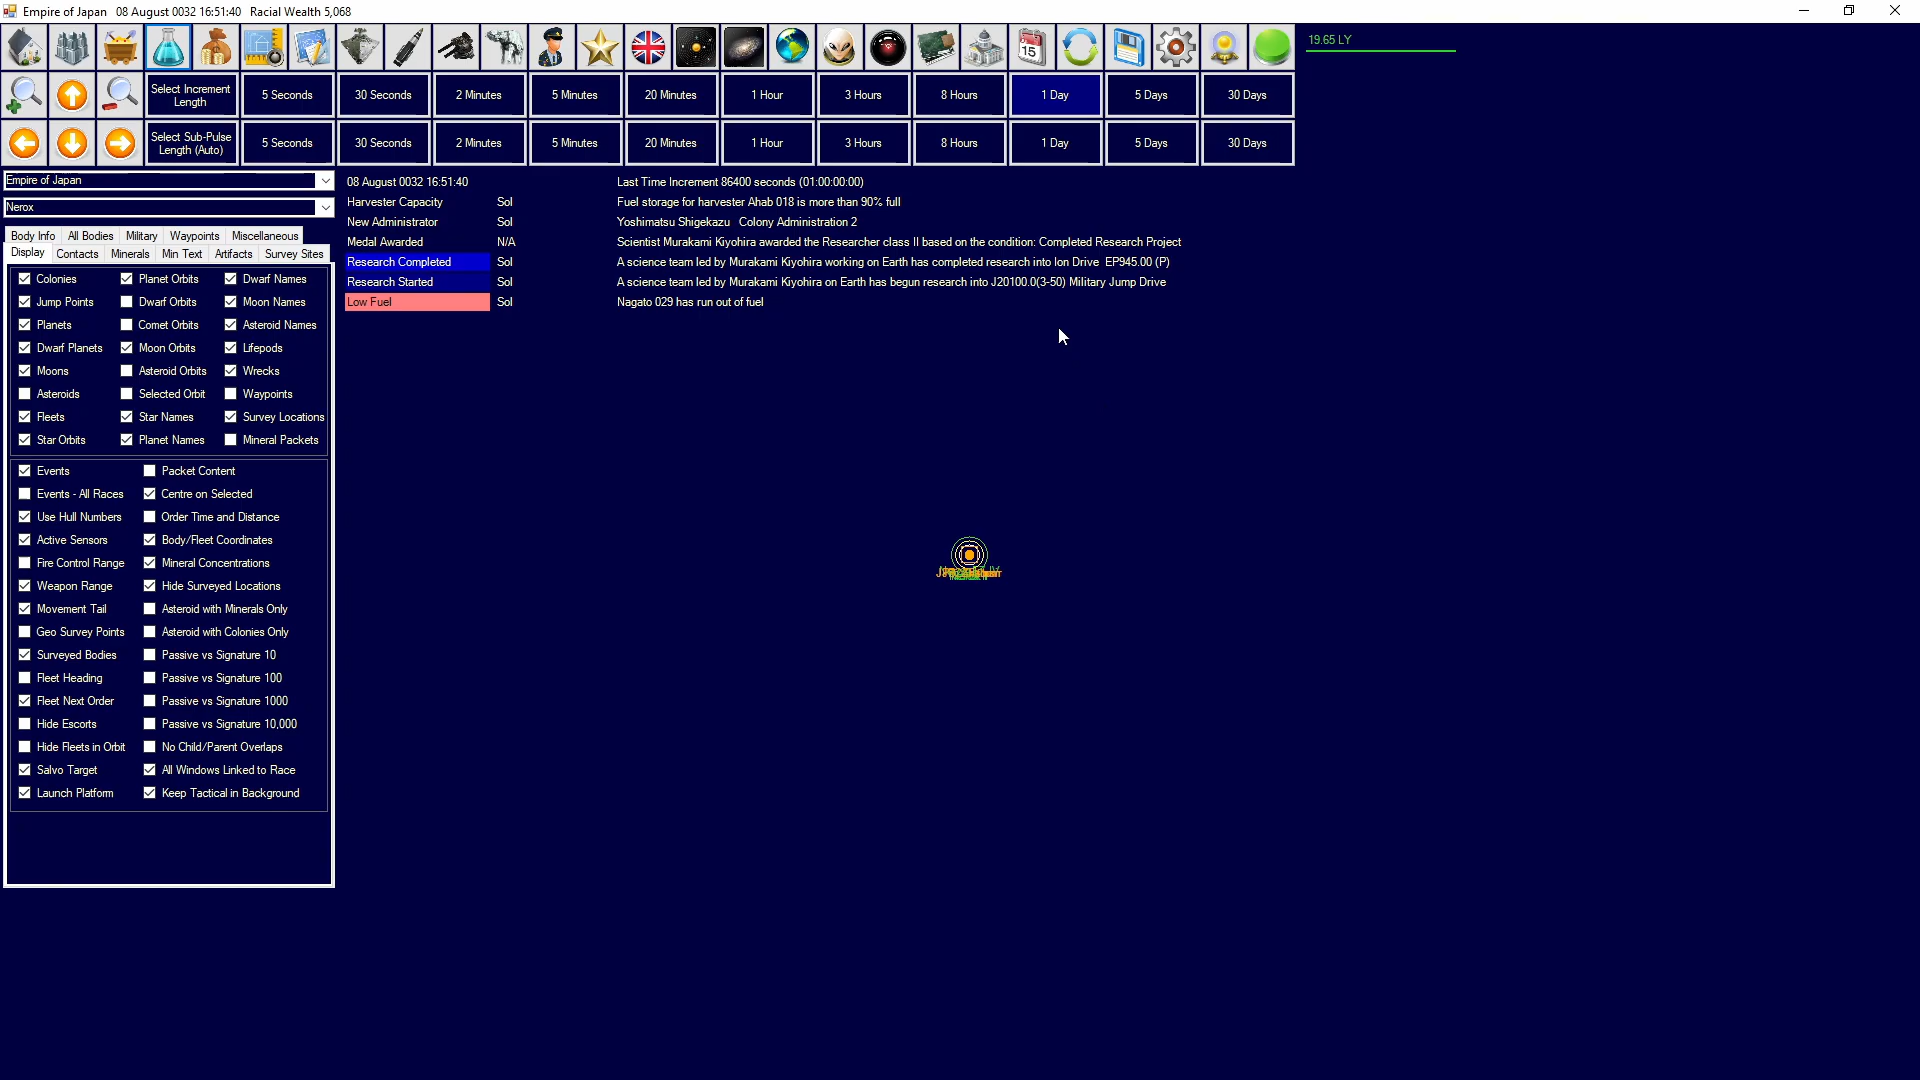 Empire of Japan   08 August 0032 16:51:40   Racial Wealth 5,068
15
19.65 LY
Select Increment Length
5 Seconds
30 Seconds
2 Minutes
5 Minutes
20 Minutes
1 Hour
3 Hours
8 Hours
1 Day
5 Days
30 Days
Select Sub-Pulse Length (Auto)
5 Seconds
30 Seconds
2 Minutes
5 Minutes
20 Minutes
1 Hour
3 Hours
8 Hours
1 Day
5 Days
30 Days
Empire of Japan
Nerox
Body Info   All Bodies   Military   Waypoints   Miscellaneous
Display   Contacts   Minerals   Min Text   Artifacts   Survey Sites
Colonies   Planet Orbits   Dwarf Names
Jump Points   Dwarf Orbits   Moon Names
Planets   Comet Orbits   Asteroid Names
Dwarf Planets   Moon Orbits   Lifepods
Moons   Asteroid Orbits   Wrecks
Asteroids   Selected Orbit   Waypoints
Fleets   Star Names   Survey Locations
Star Orbits   Planet Names   Mineral Packets
Events   Packet Content
Events - All Races   Centre on Selected
Use Hull Numbers   Order Time and Distance
Active Sensors   Body/Fleet Coordinates
Fire Control Range   Mineral Concentrations
Weapon Range   Hide Surveyed Locations
Movement Tail   Asteroid with Minerals Only
Geo Survey Points   Asteroid with Colonies Only
Surveyed Bodies   Passive vs Signature 10
Fleet Heading   Passive vs Signature 100
Fleet Next Order   Passive vs Signature 1000
Hide Escorts   Passive vs Signature 10,000
Hide Fleets in Orbit   No Child/Parent Overlaps
Salvo Target   All Windows Linked to Race
Launch Platform   Keep Tactical in Background
08 August 0032 16:51:40   Last Time Increment 86400 seconds (01:00:00:00)
Harvester Capacity   Sol   Fuel storage for harvester Ahab 018 is more than 90% full
New Administrator   Sol   Yoshimatsu Shigekazu   Colony Administration 2
Medal Awarded   N/A   Scientist Murakami Kiyohira awarded the Researcher class II based on the condition: Completed Research Project
Research Completed   Sol   A science team led by Murakami Kiyohira working on Earth has completed research into Ion Drive  EP945.00 (P)
Research Started   Sol   A science team led by Murakami Kiyohira on Earth has begun research into J20100.0(3-50) Military Jump Drive
Low Fuel   Sol   Nagato 029 has run out of fuel